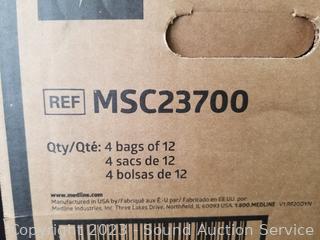 REF MSC23700
Qty/Qté: 4 bags of 12
4 sacs de 12
4 bolsas de 12
www.medline.com
Manufactured in USA by/Fabriqué aux É.-U par/ Fabricado en EE.UU. por:
Medline Industries, Inc. Three Lakes Drive, Northfield, IL 60093 USA. 1.800.MEDLINE
Copyright 2023 Sound Auction Service